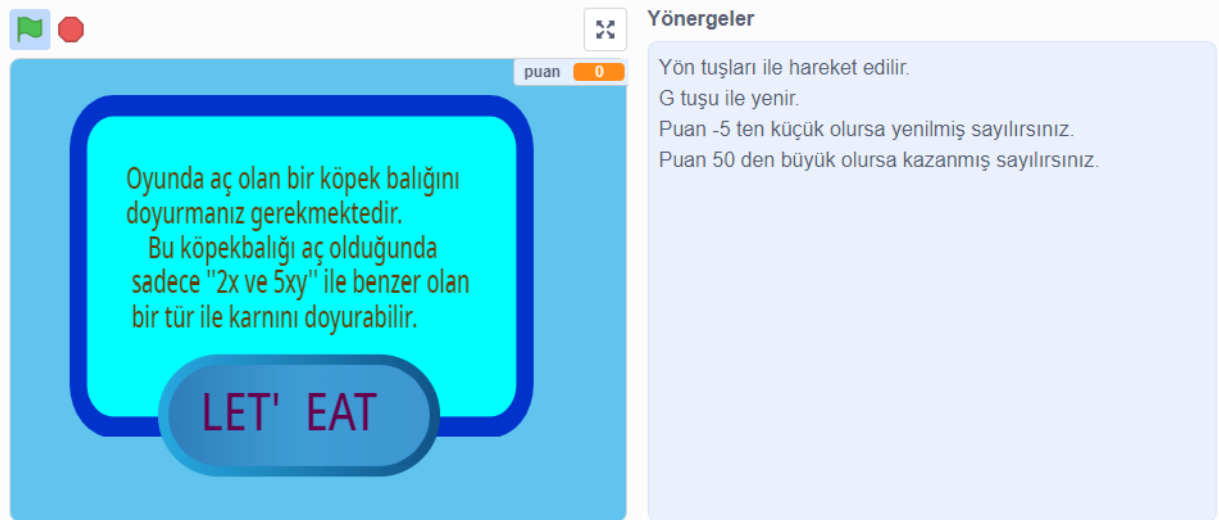 Yönergeler
puan 0
Oyunda aç olan bir köpek balığını
doyurmanız gerekmektedir.
Bu köpekbalığı aç olduğunda
sadece "2x ve 5xy" ile benzer olan
bir tür ile karnını doyurabilir.
LET' EAT
Yön tuşları ile hareket edilir.
G tuşu ile yenir.
Puan -5 ten küçük olursa yenilmiş sayılırsınız.
Puan 50 den büyük olursa kazanmış sayılırsınız.